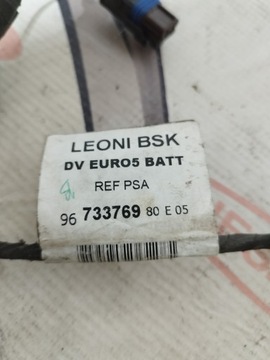 LEONI BSK
DV EURO5 BATT
REF PSA
96 733769 80 E 05